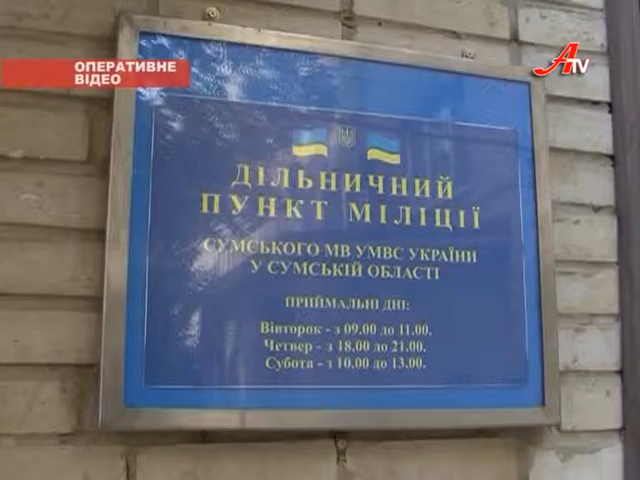 ОПЕРАТИВНЕ
ВІДЕО
АTV
ДІЛЬНИЧНИЙ
ПУНКТ МІЛІЦІЇ
СУМСЬКОГО МВ УМВС УКРАЇНИ
У СУМСЬКІЙ ОБЛАСТІ
ПРИЙМАЛЬНІ ДНІ:
Вівторок - з 09.00 до 11.00.
Четвер - з 18.00 до 21.00.
Субота - з 10.00 до 13.00.